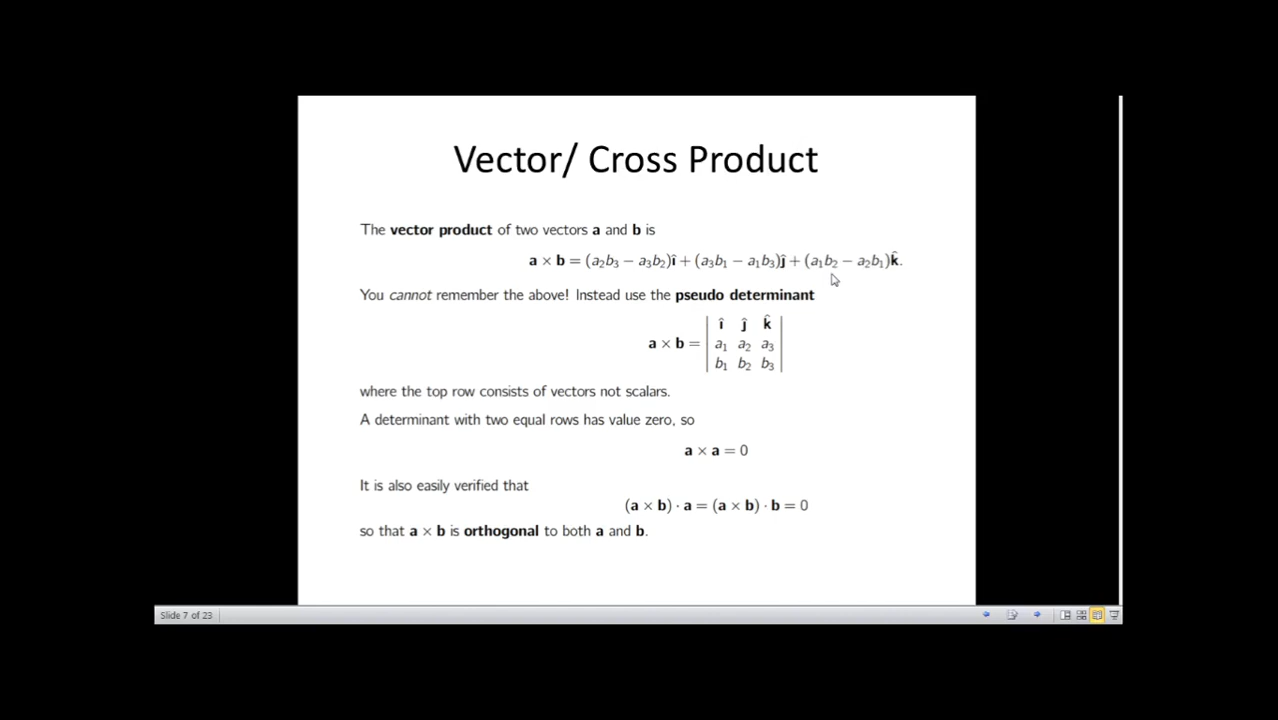 Vector/ Cross Product
The vector product of two vectors a and b is
a × b = (a₂b₃ − a₃b₂)î + (a₃b₁ − a₁b₃)ĵ + (a₁b₂ − a₂b₁)k̂.
You cannot remember the above! Instead use the pseudo determinant
a × b = | î ĵ k̂ |
| a₁ a₂ a₃ |
| b₁ b₂ b₃ |
where the top row consists of vectors not scalars.
A determinant with two equal rows has value zero, so
a × a = 0
It is also easily verified that
(a × b) · a = (a × b) · b = 0
so that a × b is orthogonal to both a and b.
Slide 7 of 23